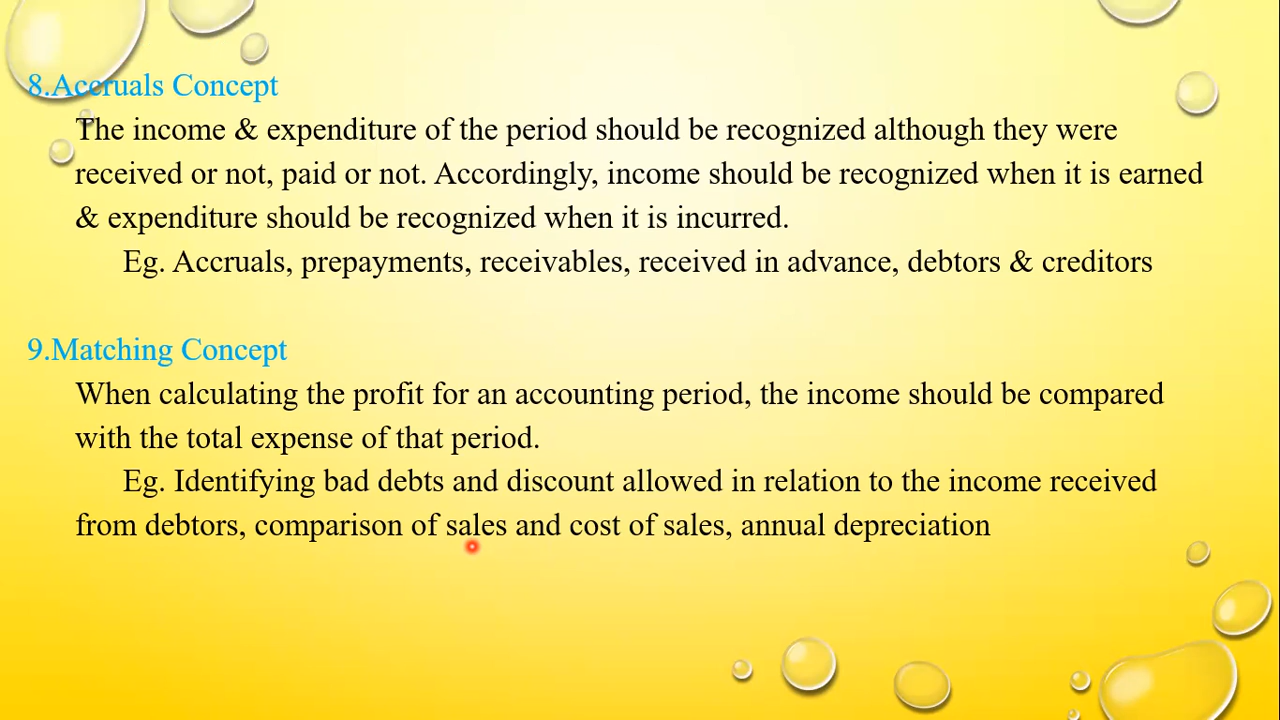 8.Accruals Concept
The income & expenditure of the period should be recognized although they were
received or not, paid or not. Accordingly, income should be recognized when it is earned
& expenditure should be recognized when it is incurred.
Eg. Accruals, prepayments, receivables, received in advance, debtors & creditors
9.Matching Concept
When calculating the profit for an accounting period, the income should be compared
with the total expense of that period.
Eg. Identifying bad debts and discount allowed in relation to the income received
from debtors, comparison of sales and cost of sales, annual depreciation